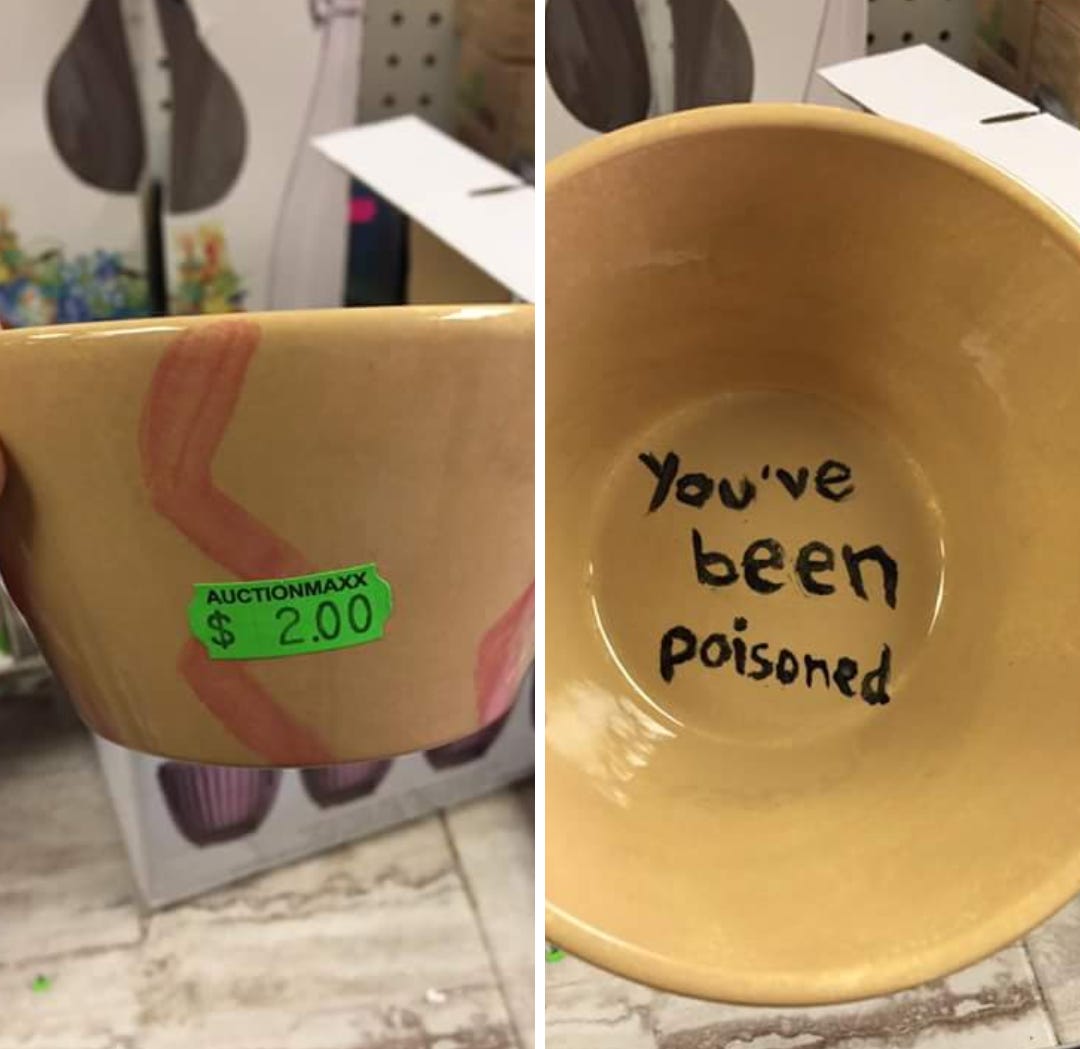 AUCTIONMAXX
$ 2.00
You've
been
poisoned